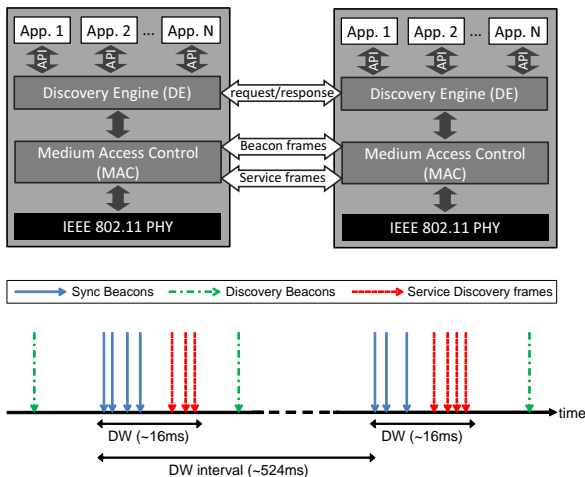 App. 1 App. 2 ... App. N
API API API
Discovery Engine (DE)
Medium Access Control
(MAC)
IEEE 802.11 PHY
request/response
Beacon frames
Service frames
App. 1 App. 2 ... App. N
API API API
Discovery Engine (DE)
Medium Access Control
(MAC)
IEEE 802.11 PHY
Sync Beacons Discovery Beacons Service Discovery frames
time
DW (~16ms) DW (~16ms)
DW interval (~524ms)